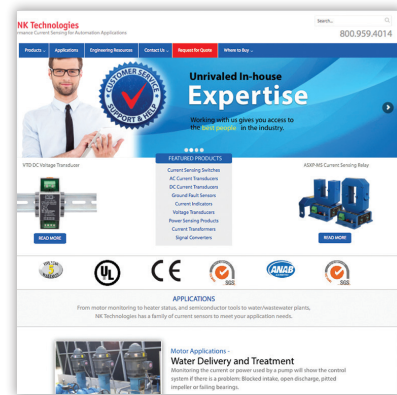 NK Technologies
rmance Current Sensing for Automation Applications
Search...
800.959.4014
Products
Applications
Engineering Resources
Contact Us
Request for Quote
Where to Buy
CUSTOMER SERVICE
SUPPORT & HELP
Unrivaled In-house
Expertise
Working with us gives you access to
the best people in the industry.
VTD DC Voltage Transducer
READ MORE
FEATURED PRODUCTS
Current Sensing Switches
AC Current Transducers
DC Current Transducers
Ground Fault Sensors
Current Indicators
Voltage Transducers
Power Sensing Products
Current Transformers
Signal Converters
ASXP-MS Current Sensing Relay
READ MORE
UL
CE
SGS
ANAB
SGS
APPLICATIONS
From motor monitoring to heater status, and semiconductor tools to water/wastewater plants,
NK Technologies has a family of current sensors to meet your application needs.
Motor Applications -
Water Delivery and Treatment
Monitoring the current or power used by a pump will show the control
system if there is a problem: Blocked intake, open discharge, pitted
impeller or failing bearings.